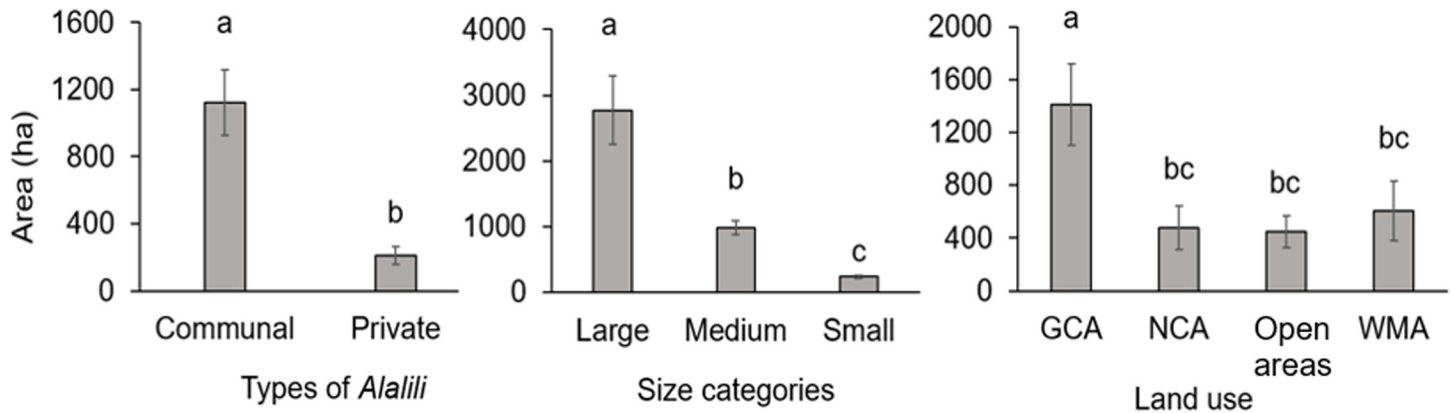 Area (ha)
1600
1200
800
400
0
a
b
Communal Private
Types of Alalili
4000
3000
2000
1000
0
a
b
c
Large Medium Small
Size categories
2000
1600
1200
800
400
0
a
bc
bc
bc
GCA NCA Open areas WMA
Land use